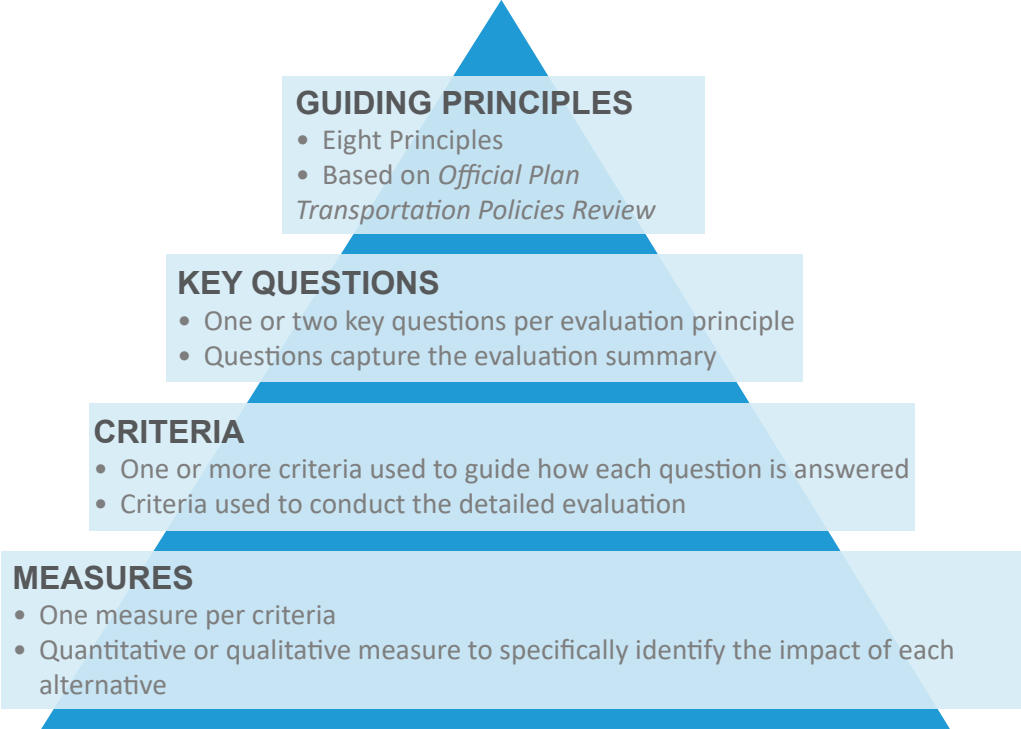 GUIDING PRINCIPLES
• Eight Principles
• Based on Official Plan
Transportation Policies Review
KEY QUESTIONS
• One or two key questions per evaluation principle
• Questions capture the evaluation summary
CRITERIA
• One or more criteria used to guide how each question is answered
• Criteria used to conduct the detailed evaluation
MEASURES
• One measure per criteria
• Quantitative or qualitative measure to specifically identify the impact of each
alternative